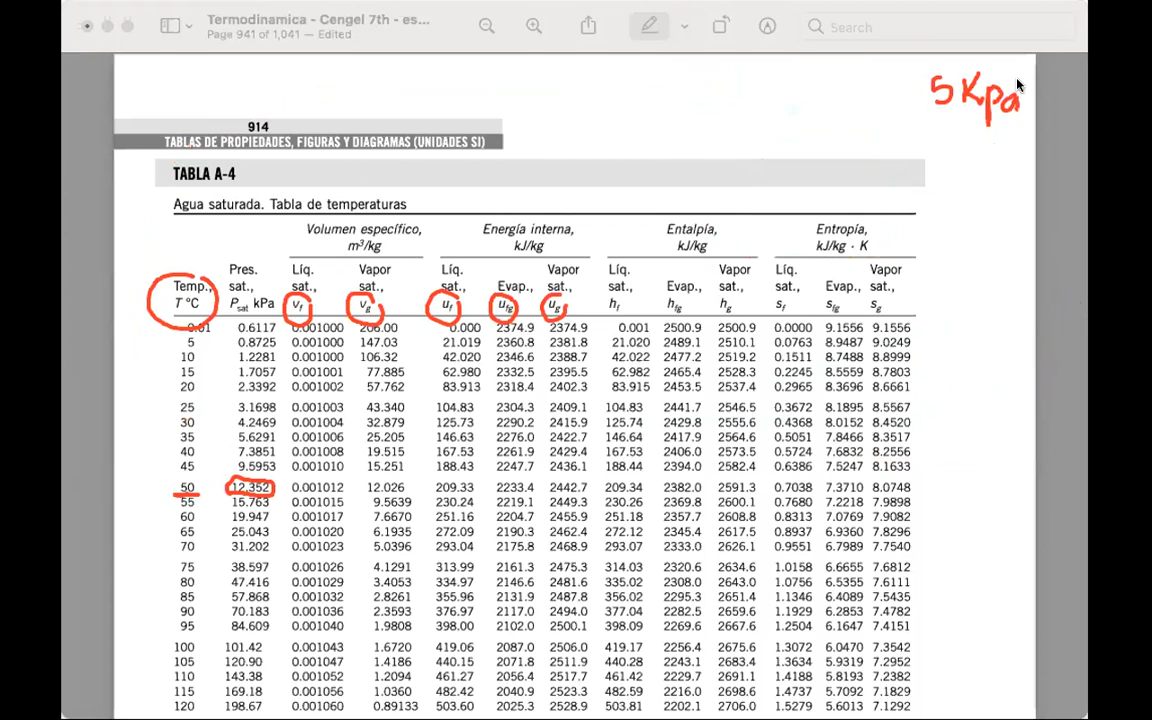 Termodinamica - Cengel 7th - es...
Page 941 of 1,041 — Edited
Search
5 Kpa
914
TABLAS DE PROPIEDADES, FIGURAS Y DIAGRAMAS (UNIDADES SI)
TABLA A-4
Agua saturada. Tabla de temperaturas
Volumen específico, Energía interna, Entalpía, Entropía,
m³/kg kJ/kg kJ/kg kJ/kg · K
Pres. Líq. Vapor Líq. Vapor Líq. Vapor Líq. Vapor
Temp., sat., sat., sat., sat., Evap., sat., sat., Evap., sat., sat., Evap., sat.,
T °C Psat kPa vf vg uf ufg ug hf hfg hg sf sfg sg
0.01 0.6117 0.001000 206.00 0.000 2374.9 2374.9 0.001 2500.9 2500.9 0.0000 9.1556 9.1556
5 0.8725 0.001000 147.03 21.019 2360.8 2381.8 21.020 2489.1 2510.1 0.0763 8.9487 9.0249
10 1.2281 0.001000 106.32 42.020 2346.6 2388.7 42.022 2477.2 2519.2 0.1511 8.7488 8.8999
15 1.7057 0.001001 77.885 62.980 2332.5 2395.5 62.982 2465.4 2528.3 0.2245 8.5559 8.7803
20 2.3392 0.001002 57.762 83.913 2318.4 2402.3 83.915 2453.5 2537.4 0.2965 8.3696 8.6661
25 3.1698 0.001003 43.340 104.83 2304.3 2409.1 104.83 2441.7 2546.5 0.3672 8.1895 8.5567
30 4.2469 0.001004 32.879 125.73 2290.2 2415.9 125.74 2429.8 2555.6 0.4368 8.0152 8.4520
35 5.6291 0.001006 25.205 146.63 2276.0 2422.7 146.64 2417.9 2564.6 0.5051 7.8466 8.3517
40 7.3851 0.001008 19.515 167.53 2261.9 2429.4 167.53 2406.0 2573.5 0.5724 7.6832 8.2556
45 9.5953 0.001010 15.251 188.43 2247.7 2436.1 188.44 2394.0 2582.4 0.6386 7.5247 8.1633
50 12.352 0.001012 12.026 209.33 2233.4 2442.7 209.34 2382.0 2591.3 0.7038 7.3710 8.0748
55 15.763 0.001015 9.5639 230.24 2219.1 2449.3 230.26 2369.8 2600.1 0.7680 7.2218 7.9898
60 19.947 0.001017 7.6670 251.16 2204.7 2455.9 251.18 2357.7 2608.8 0.8313 7.0769 7.9082
65 25.043 0.001020 6.1935 272.09 2190.3 2462.4 272.12 2345.4 2617.5 0.8937 6.9360 7.8296
70 31.202 0.001023 5.0396 293.04 2175.8 2468.9 293.07 2333.0 2626.1 0.9551 6.7989 7.7540
75 38.597 0.001026 4.1291 313.99 2161.3 2475.3 314.03 2320.6 2634.6 1.0158 6.6655 7.6812
80 47.416 0.001029 3.4053 334.97 2146.6 2481.6 335.02 2308.0 2643.0 1.0756 6.5355 7.6111
85 57.868 0.001032 2.8261 355.96 2131.9 2487.8 356.02 2295.3 2651.4 1.1346 6.4089 7.5435
90 70.183 0.001036 2.3593 376.97 2117.0 2494.0 377.04 2282.5 2659.6 1.1929 6.2853 7.4782
95 84.609 0.001040 1.9808 398.00 2102.0 2500.1 398.09 2269.6 2667.6 1.2504 6.1647 7.4151
100 101.42 0.001043 1.6720 419.06 2087.0 2506.0 419.17 2256.4 2675.6 1.3072 6.0470 7.3542
105 120.90 0.001047 1.4186 440.15 2071.8 2511.9 440.28 2243.1 2683.4 1.3634 5.9319 7.2952
110 143.38 0.001052 1.2094 461.27 2056.4 2517.7 461.42 2229.7 2691.1 1.4188 5.8193 7.2382
115 169.18 0.001056 1.0360 482.42 2040.9 2523.3 482.59 2216.0 2698.6 1.4737 5.7092 7.1829
120 198.67 0.001060 0.89133 503.60 2025.3 2528.9 503.81 2202.1 2706.0 1.5279 5.6013 7.1292